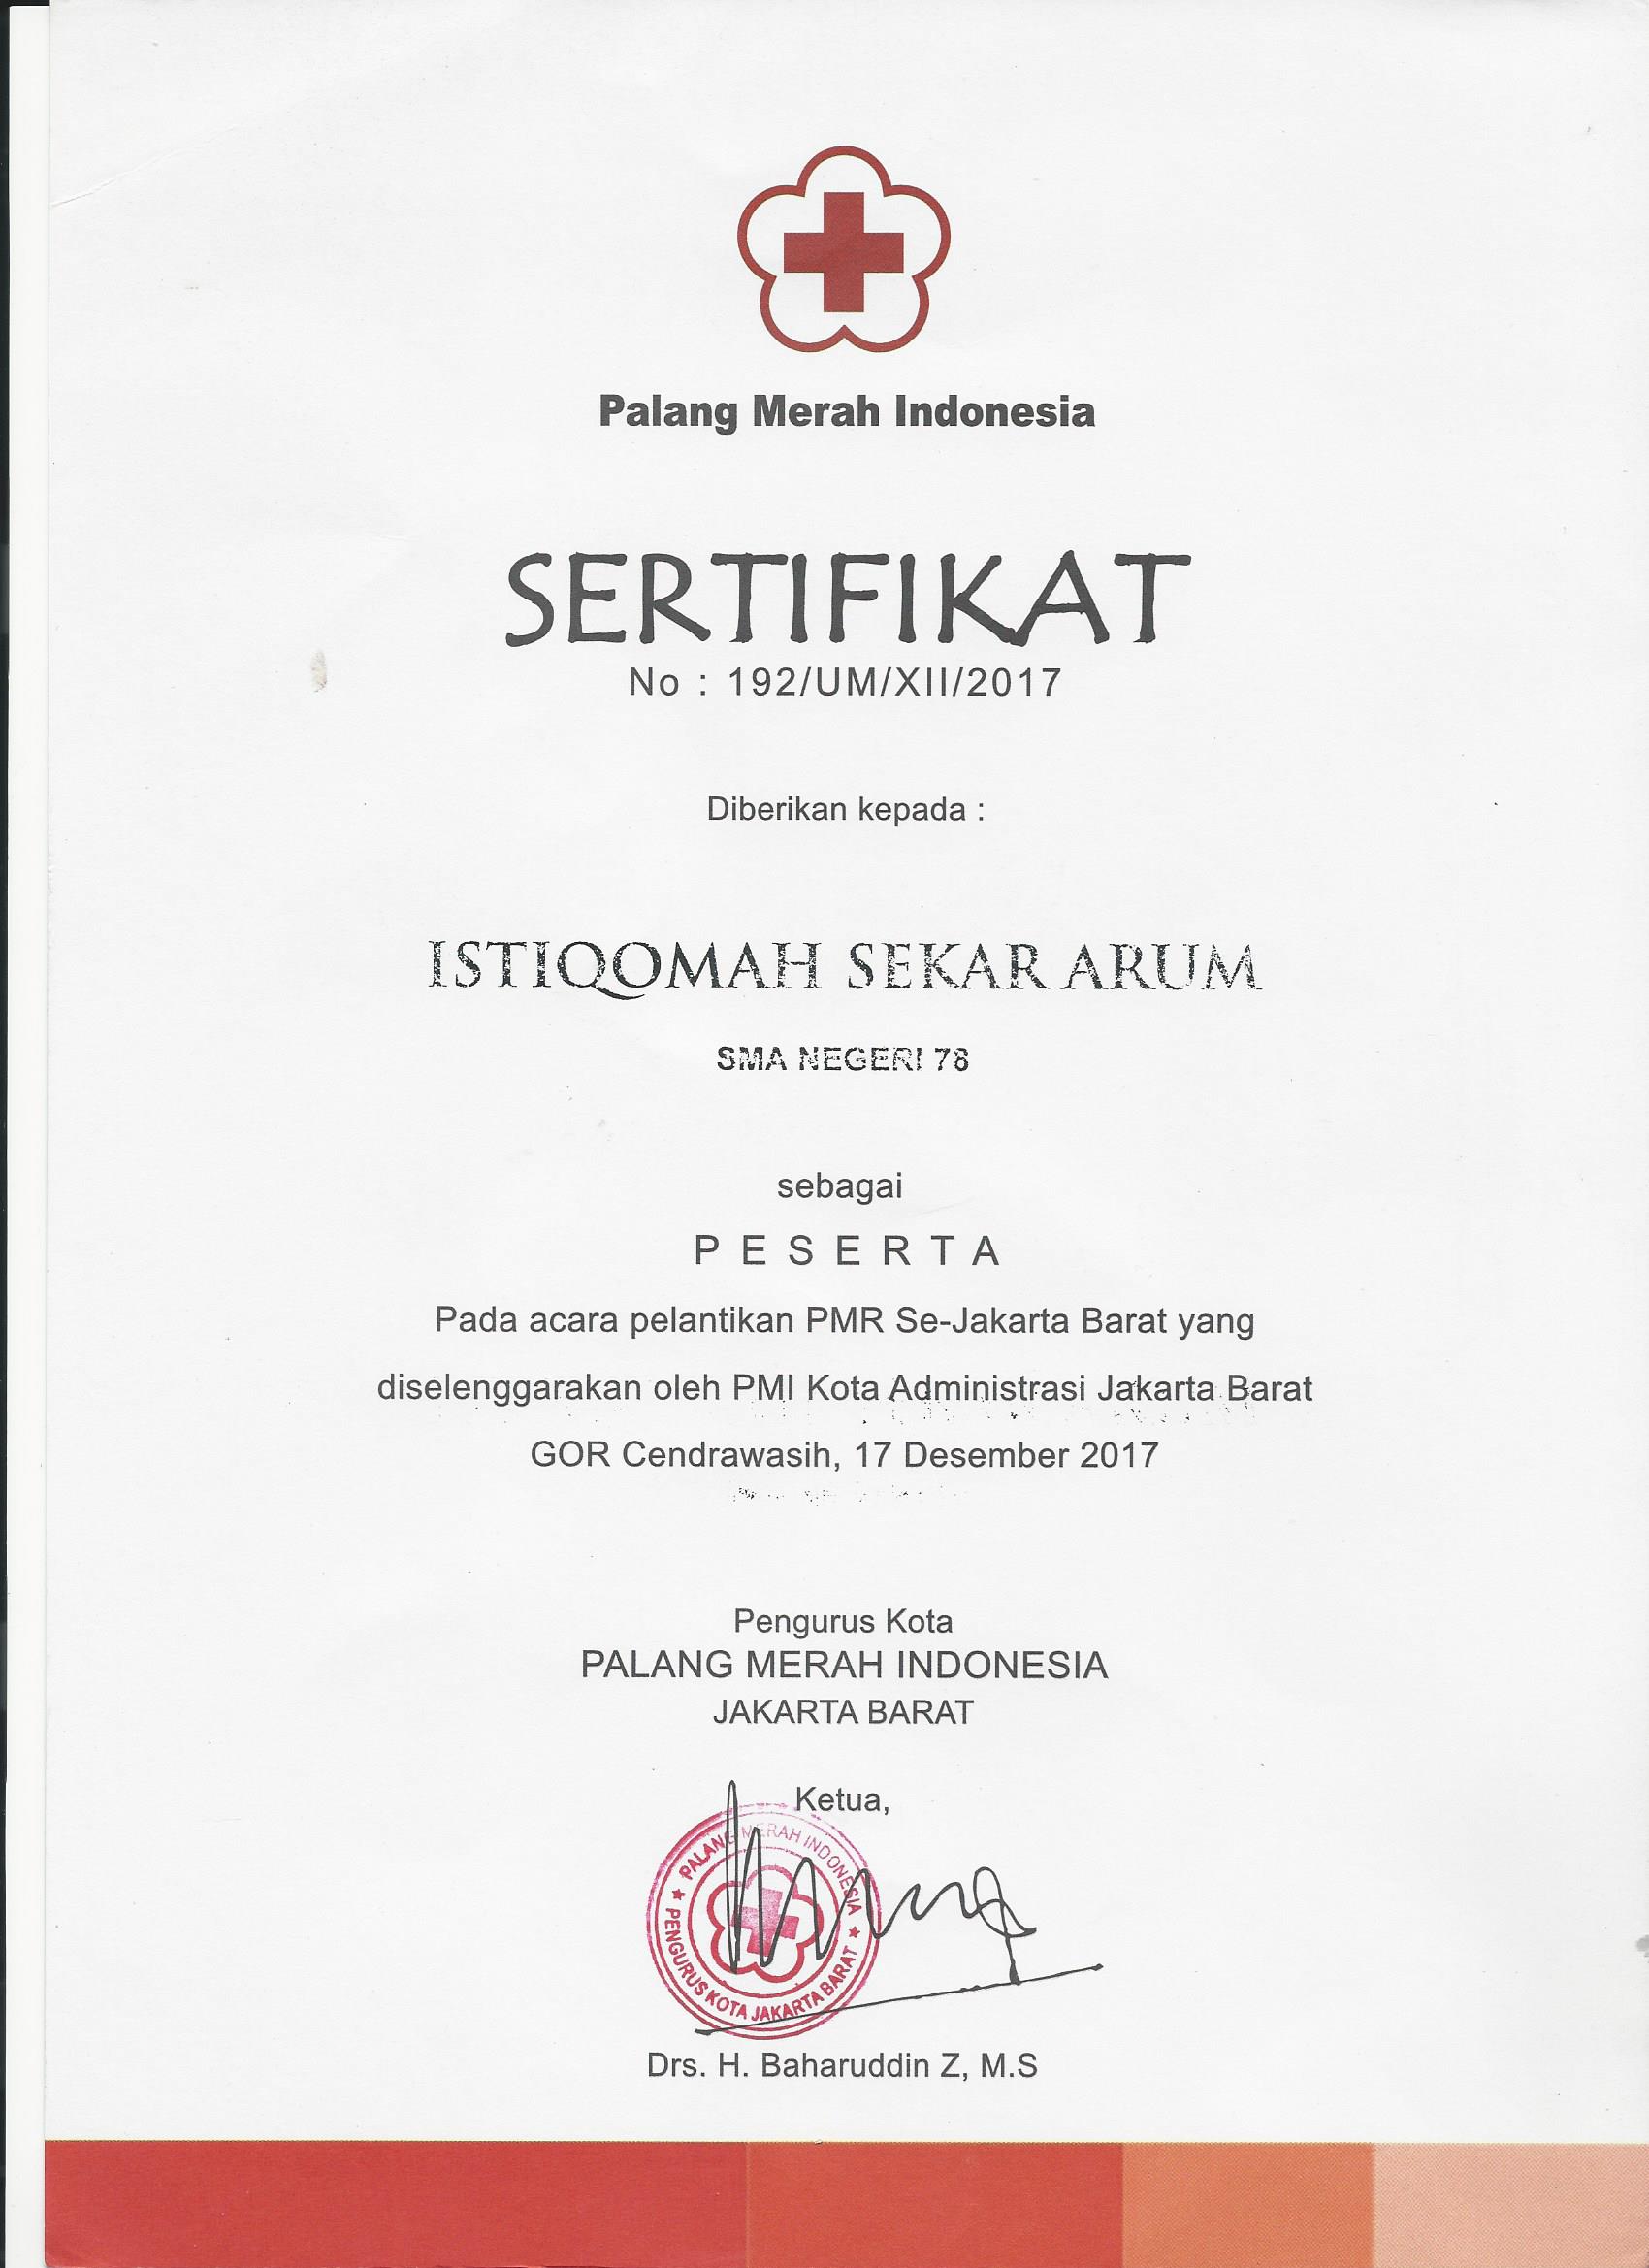 Palang Merah Indonesia
SERTIFIKAT
No : 192/UM/XII/2017
Diberikan kepada :
ISTIQOMAH SEKAR ARUM
SMA NEGERI 78
sebagai
P E S E R T A
Pada acara pelantikan PMR Se-Jakarta Barat yang
diselenggarakan oleh PMI Kota Administrasi Jakarta Barat
GOR Cendrawasih, 17 Desember 2017
Pengurus Kota
PALANG MERAH INDONESIA
JAKARTA BARAT
Ketua,
PALANG MERAH INDONESIA
PENGURUS KOTA JAKARTA BARAT
Drs. H. Baharuddin Z, M.S